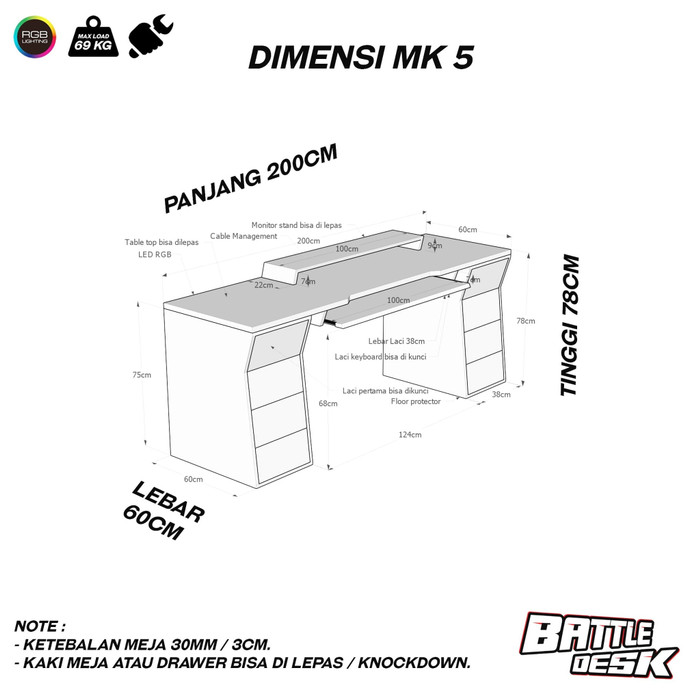 RGB
LIGHTING
MAX LOAD
69 KG
DIMENSI MK 5
PANJANG 200CM
Monitor stand bisa di lepas
60cm
Cable Management
200cm
Table top bisa dilepas
100cm
9cm
LED RGB
22cm
7cm
100cm
TINGGI 78CM
78cm
Lebar Laci 38cm
Laci keyboard bisa di kunci
75cm
Laci pertama bisa dikunci
38cm
68cm
Floor protector
124cm
60cm
LEBAR
60CM
NOTE :
- KETEBALAN MEJA 30MM / 3CM.
- KAKI MEJA ATAU DRAWER BISA DI LEPAS / KNOCKDOWN.
BATTLE
DESK